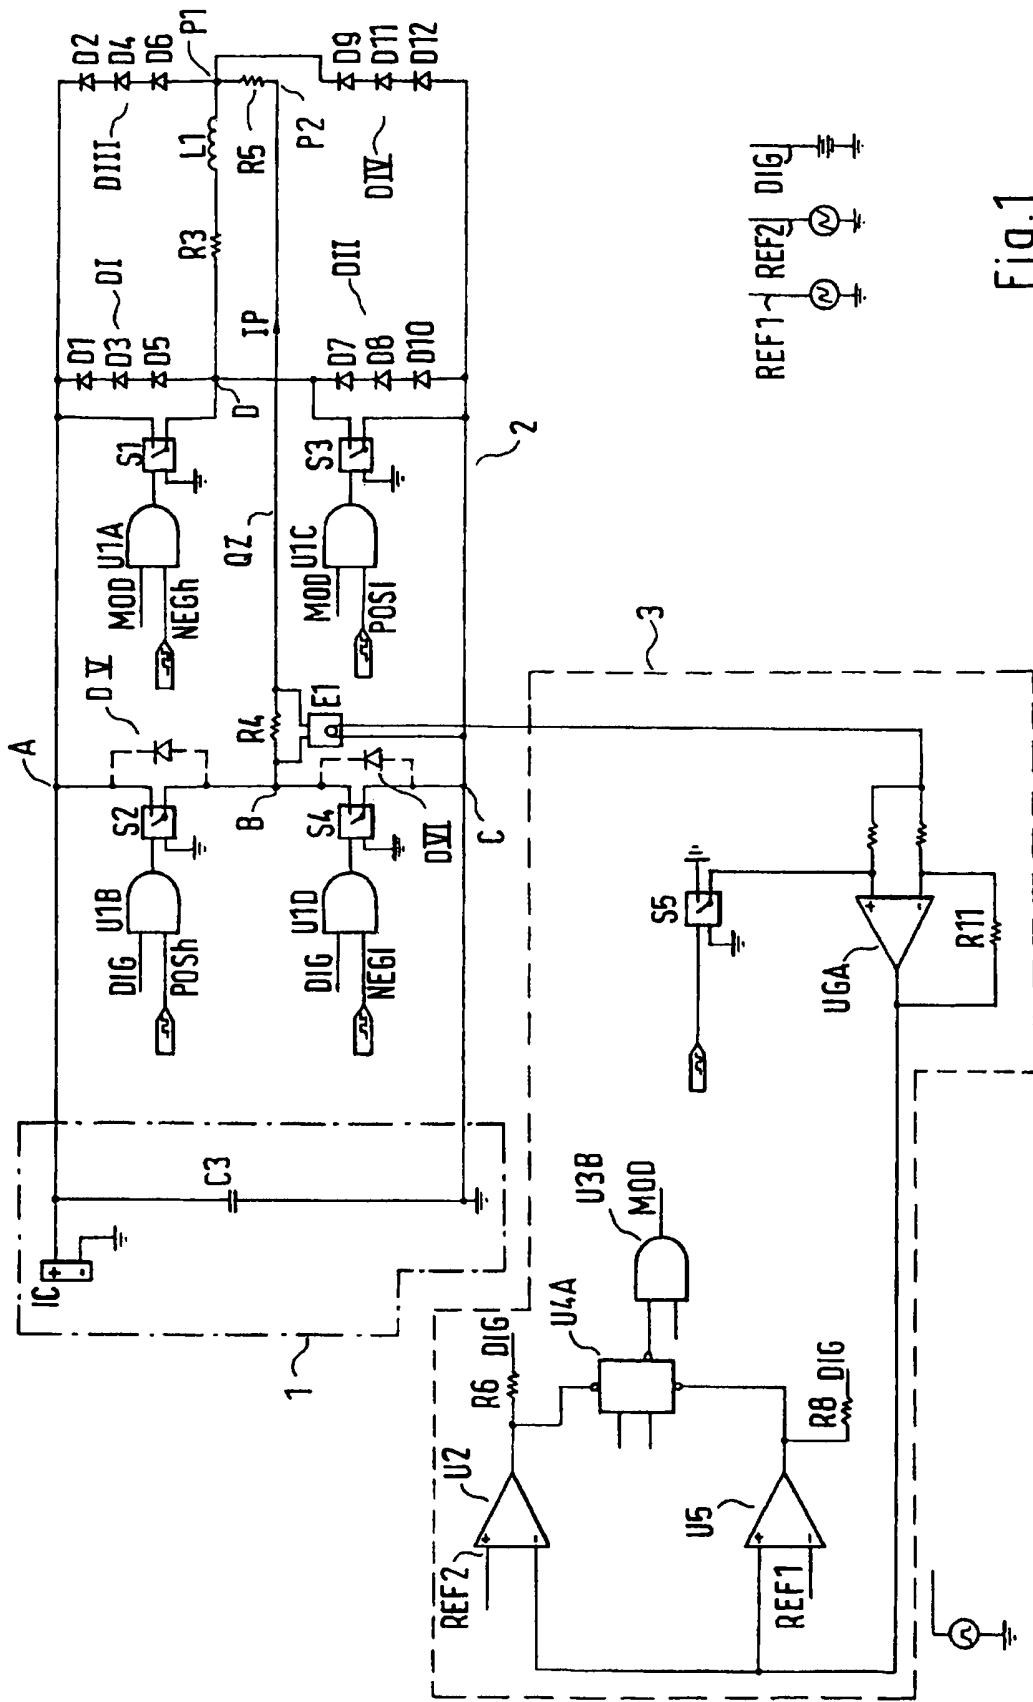 1
IC
C3
A
DIG
POSh
U1B
S2
D V
MOD
NEGh
U1A
S1
D1
D3
D5
DI
DIII
D2
D4
D6
P1
B
R4
E1
QZ
IP
D
R3
L1
R5
P2
DIG
NEGl
U1D
S4
DVI
C
MOD
POSl
U1C
S3
D7
D8
D10
DII
DIV
D9
D11
D12
2
3
REF2
+
-
U2
R6
DIG
U4A
U3B
MOD
REF1
+
-
U5
R8
DIG
S5
UGA
+
-
R11
REF1
REF2
DIG
+
-
Fig.1